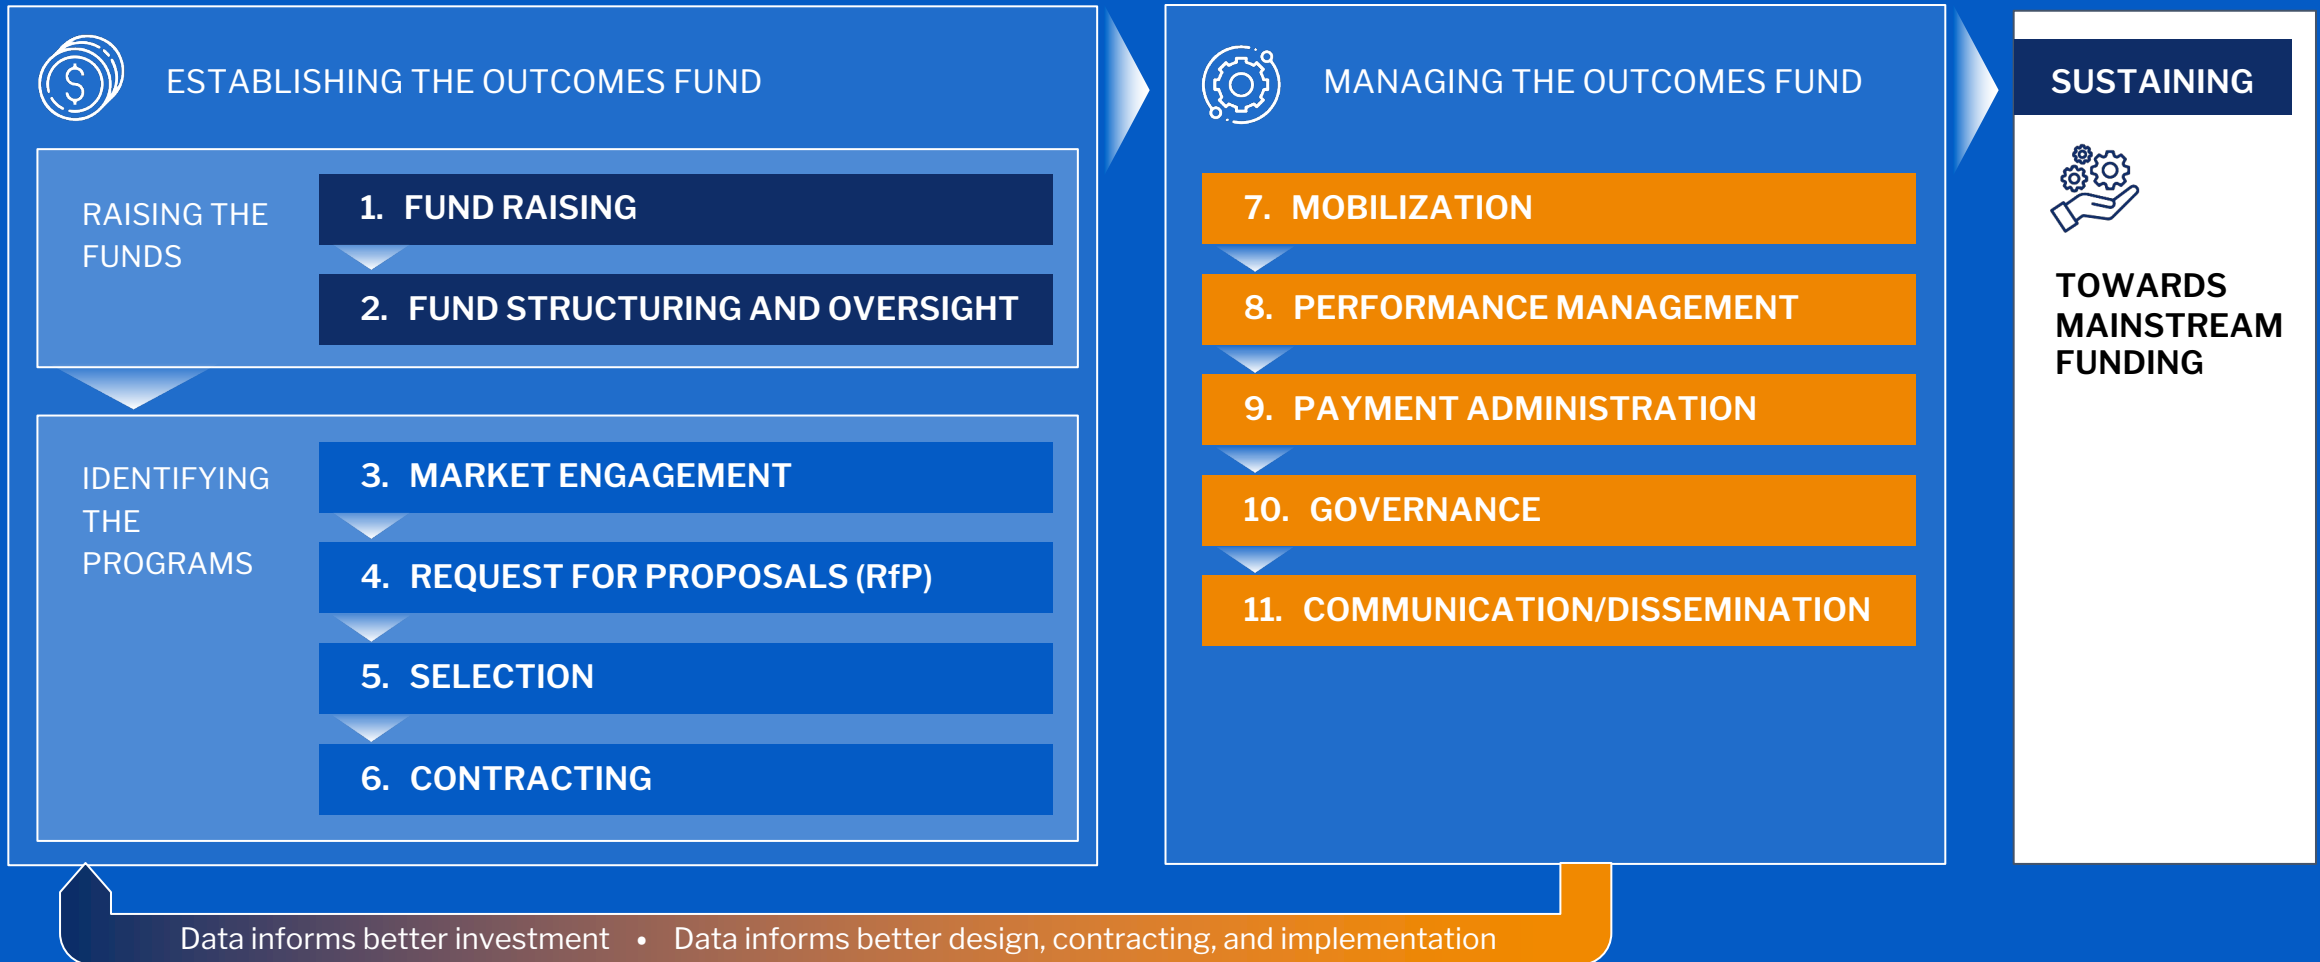 ESTABLISHING THE OUTCOMES FUND
RAISING THE
FUNDS
1. FUND RAISING
2. FUND STRUCTURING AND OVERSIGHT
IDENTIFYING
THE
PROGRAMS
3. MARKET ENGAGEMENT
4. REQUEST FOR PROPOSALS (RfP)
5. SELECTION
6. CONTRACTING
MANAGING THE OUTCOMES FUND
7. MOBILIZATION
8. PERFORMANCE MANAGEMENT
9. PAYMENT ADMINISTRATION
10. GOVERNANCE
11. COMMUNICATION/DISSEMINATION
SUSTAINING
TOWARDS
MAINSTREAM
FUNDING
Data informs better investment • Data informs better design, contracting, and implementation